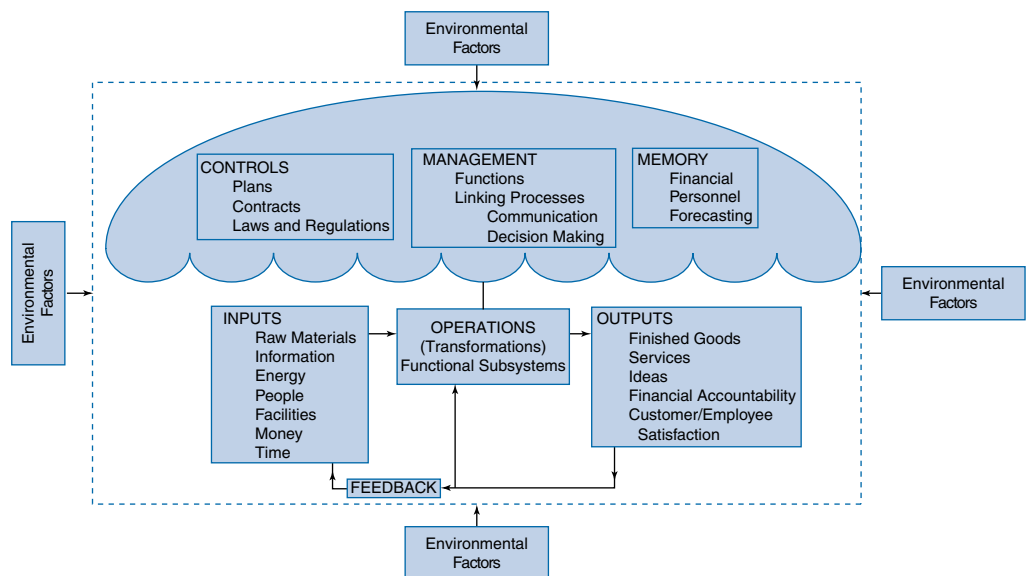 Environmental
Factors
CONTROLS
Plans
Contracts
Laws and Regulations
MANAGEMENT
Functions
Linking Processes
Communication
Decision Making
MEMORY
Financial
Personnel
Forecasting
Environmental
Factors
Environmental
Factors
INPUTS
Raw Materials
Information
Energy
People
Facilities
Money
Time
OPERATIONS
(Transformations)
Functional Subsystems
OUTPUTS
Finished Goods
Services
Ideas
Financial Accountability
Customer/Employee
Satisfaction
FEEDBACK
Environmental
Factors